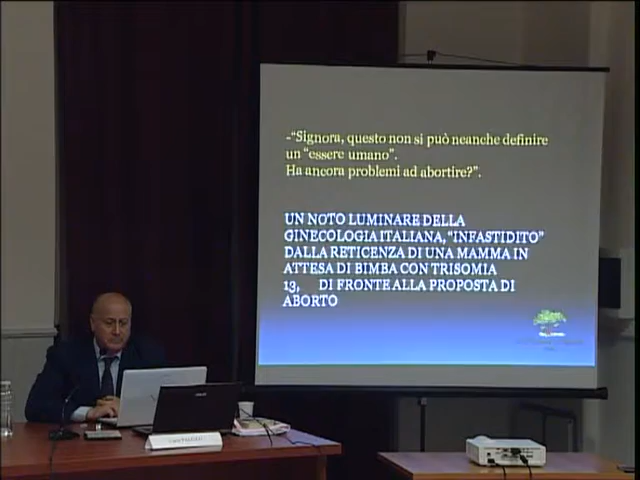 -"Signora, questo non si può neanche definire
un "essere umano".
Ha ancora problemi ad abortire?".
UN NOTO LUMINARE DELLA
GINECOLOGIA ITALIANA, "INFASTIDITO"
DALLA RETICENZA DI UNA MAMMA IN
ATTESA DI BIMBA CON TRISOMIA
13, DI FRONTE ALLA PROPOSTA DI
ABORTO